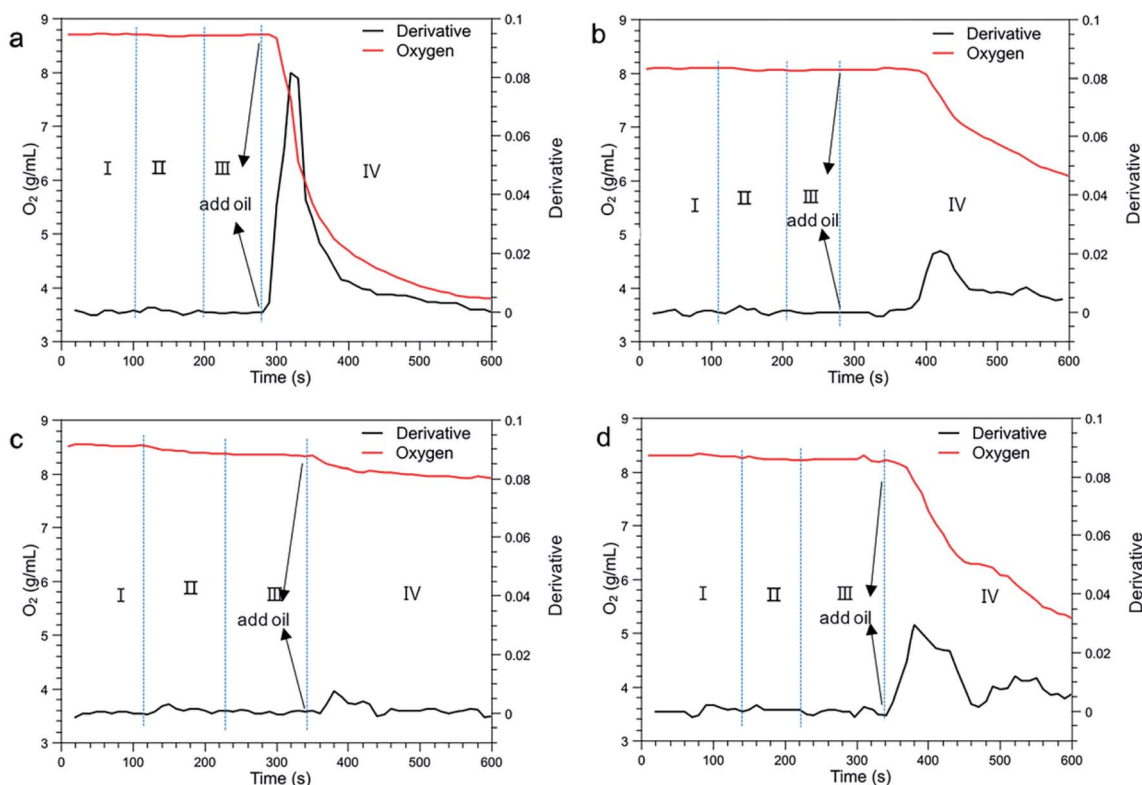 a
Derivative
Oxygen
O₂ (g/mL)
9
8
7
6
5
4
3
0.1
0.08
0.06
0.04
0.02
0
Derivative
I
II
III
IV
add oil
0 100 200 300 400 500 600
Time (s)
b
Derivative
Oxygen
O₂ (g/mL)
9
8
7
6
5
4
3
0.1
0.08
0.06
0.04
0.02
0
Derivative
I
II
III
IV
add oil
0 100 200 300 400 500 600
Time (s)
c
Derivative
Oxygen
O₂ (g/mL)
9
8
7
6
5
4
3
0.1
0.08
0.06
0.04
0.02
0
Derivative
I
II
III
IV
add oil
0 100 200 300 400 500 600
Time (s)
d
Derivative
Oxygen
O₂ (g/mL)
9
8
7
6
5
4
3
0.1
0.08
0.06
0.04
0.02
0
Derivative
I
II
III
IV
add oil
0 100 200 300 400 500 600
Time (s)